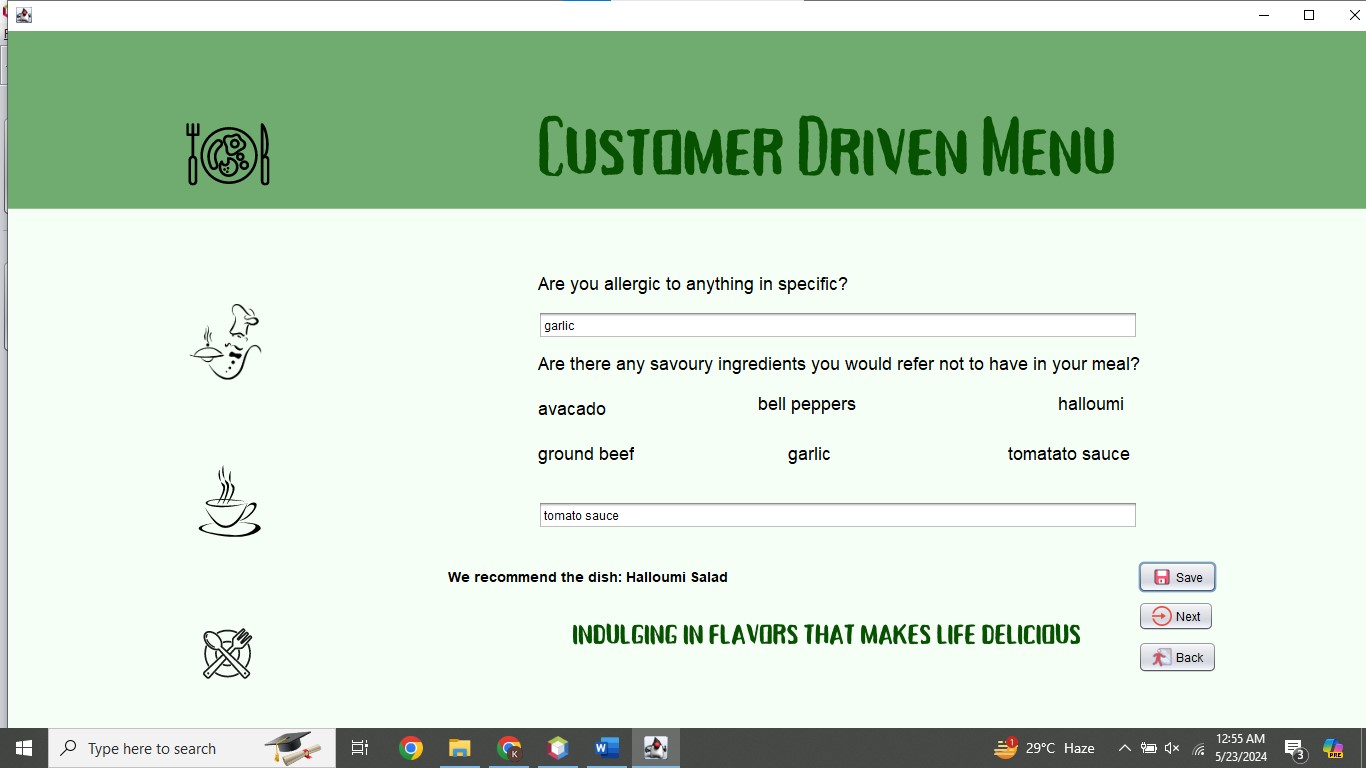 Customer Driven Menu
Are you allergic to anything in specific?
garlic
Are there any savoury ingredients you would refer not to have in your meal?
avacado bell peppers halloumi
ground beef garlic tomatato sauce
tomato sauce
We recommend the dish: Halloumi Salad
Save
INDULGING IN FLAVORS THAT MAKES LIFE DELICIOUS
Next
Back
Type here to search
K
W
1
29°C Haze
12:55 AM
5/23/2024
3
PRE